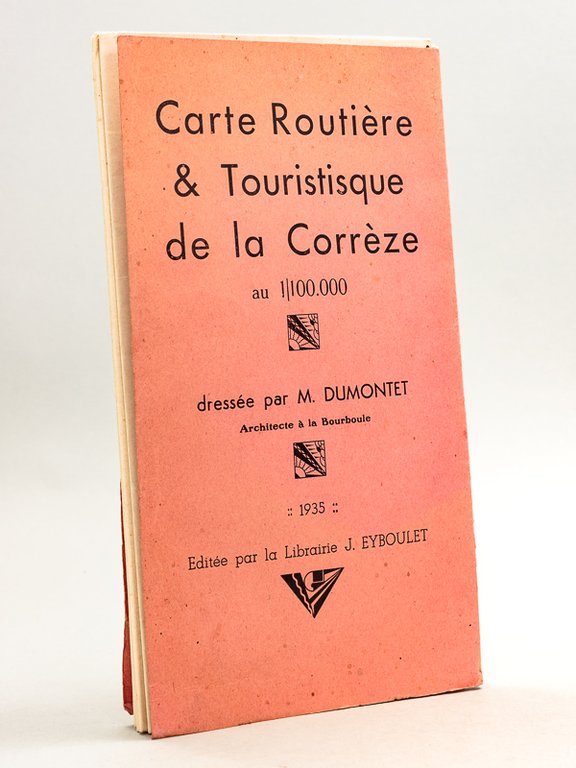 Carte Routière
& Touristisque
de la Corrèze
au 1|100.000
dressée par M. DUMONTET
Architecte à la Bourboule
:: 1935 ::
Editée par la Librairie J. EYBOULET